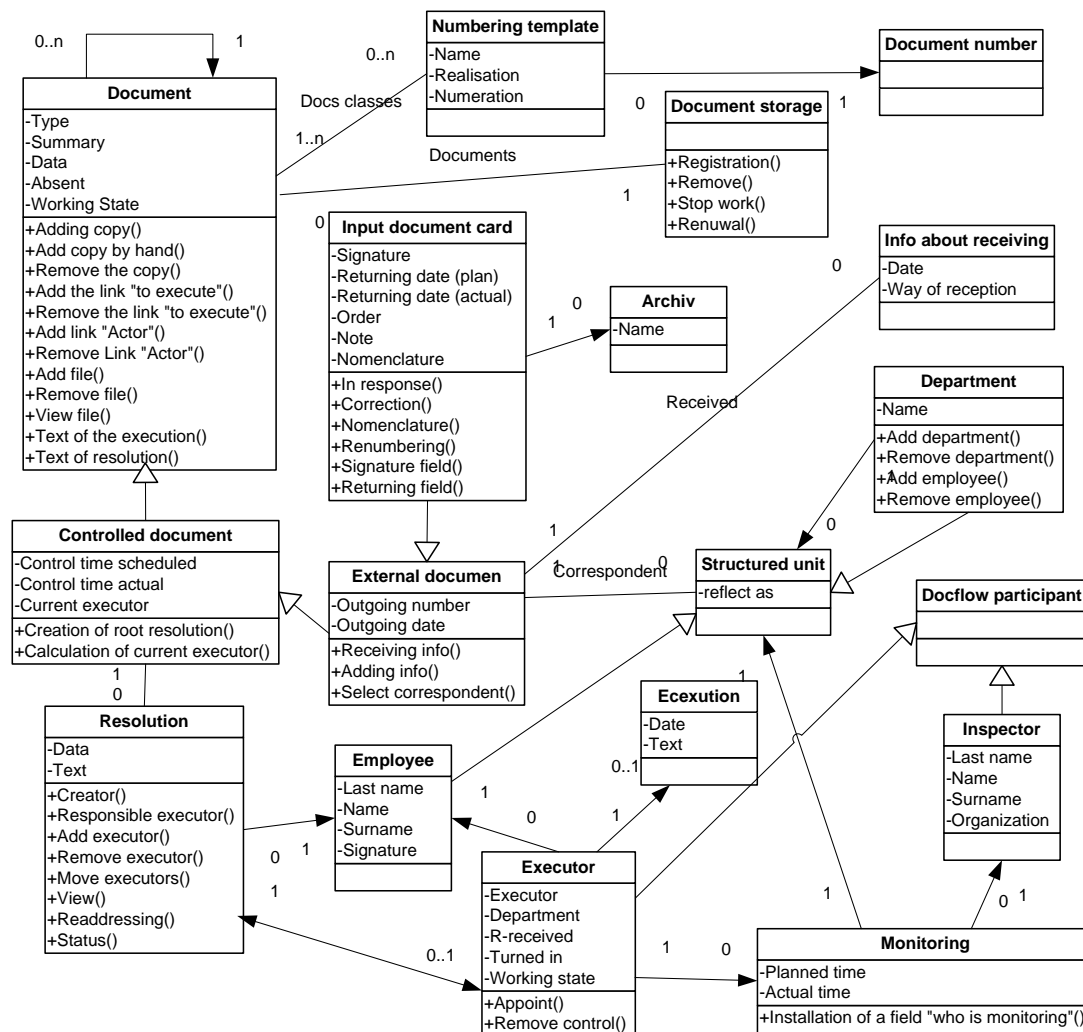 0..n
1
Document
-Type
-Summary
-Data
-Absent
-Working State
+Adding copy()
+Add copy by hand()
+Remove the copy()
+Add the link "to execute"()
+Remove the link "to execute"()
+Add link "Actor"()
+Remove Link "Actor"()
+Add file()
+Remove file()
+View file()
+Text of the execution()
+Text of resolution()
0..n
Docs classes
1..n
Numbering template
-Name
-Realisation
-Numeration
0
1
Document number
Documents
0
1
Document storage
+Registration()
+Remove()
+Stop work()
+Renuwal()
Input document card
-Signature
-Returning date (plan)
-Returning date (actual)
-Order
-Note
-Nomenclature
+In response()
+Correction()
+Nomenclature()
+Renumbering()
+Signature field()
+Returning field()
1
0
Archiv
-Name
0
Info about receiving
-Date
-Way of reception
Received
1
Department
-Name
+Add department()
+Remove department()
+Add employee()
+Remove employee()
1
0
Controlled document
-Control time scheduled
-Control time actual
-Current executor
+Creation of root resolution()
+Calculation of current executor()
External documen
-Outgoing number
-Outgoing date
+Receiving info()
+Adding info()
+Select correspondent()
1
Correspondent
0
Structured unit
-reflect as
Docflow participant
1
0
Resolution
-Data
-Text
+Creator()
+Responsible executor()
+Add executor()
+Remove executor()
+Move executors()
+View()
+Readdressing()
+Status()
0
1
Employee
-Last name
-Name
-Surname
-Signature
1
0
Ecexution
-Date
-Text
0..1
1
1
Inspector
-Last name
-Name
-Surname
-Organization
1
0..1
Executor
-Executor
-Department
-R-received
-Turned in
-Working state
+Appoint()
+Remove control()
1
0
1
0
1
Monitoring
-Planned time
-Actual time
+Installation of a field "who is monitoring"()